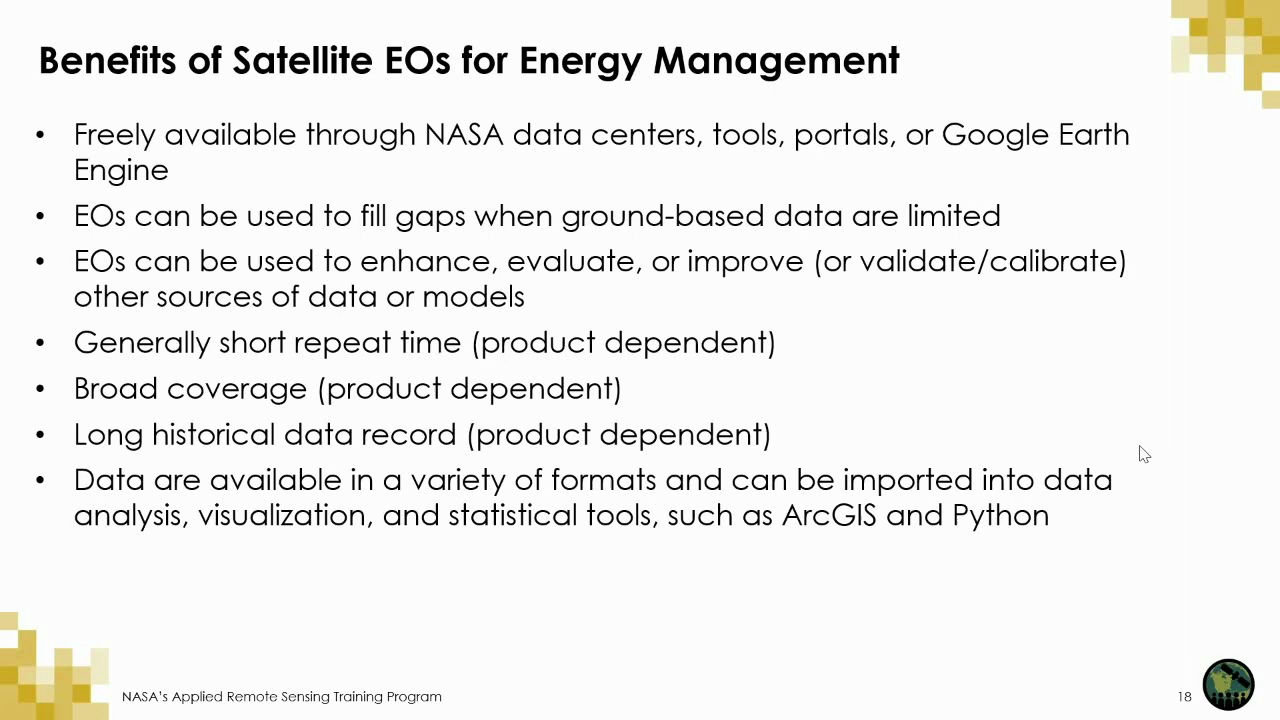 Benefits of Satellite EOs for Energy Management
• Freely available through NASA data centers, tools, portals, or Google Earth
Engine
• EOs can be used to fill gaps when ground-based data are limited
• EOs can be used to enhance, evaluate, or improve (or validate/calibrate)
other sources of data or models
• Generally short repeat time (product dependent)
• Broad coverage (product dependent)
• Long historical data record (product dependent)
• Data are available in a variety of formats and can be imported into data
analysis, visualization, and statistical tools, such as ArcGIS and Python
NASA's Applied Remote Sensing Training Program
18